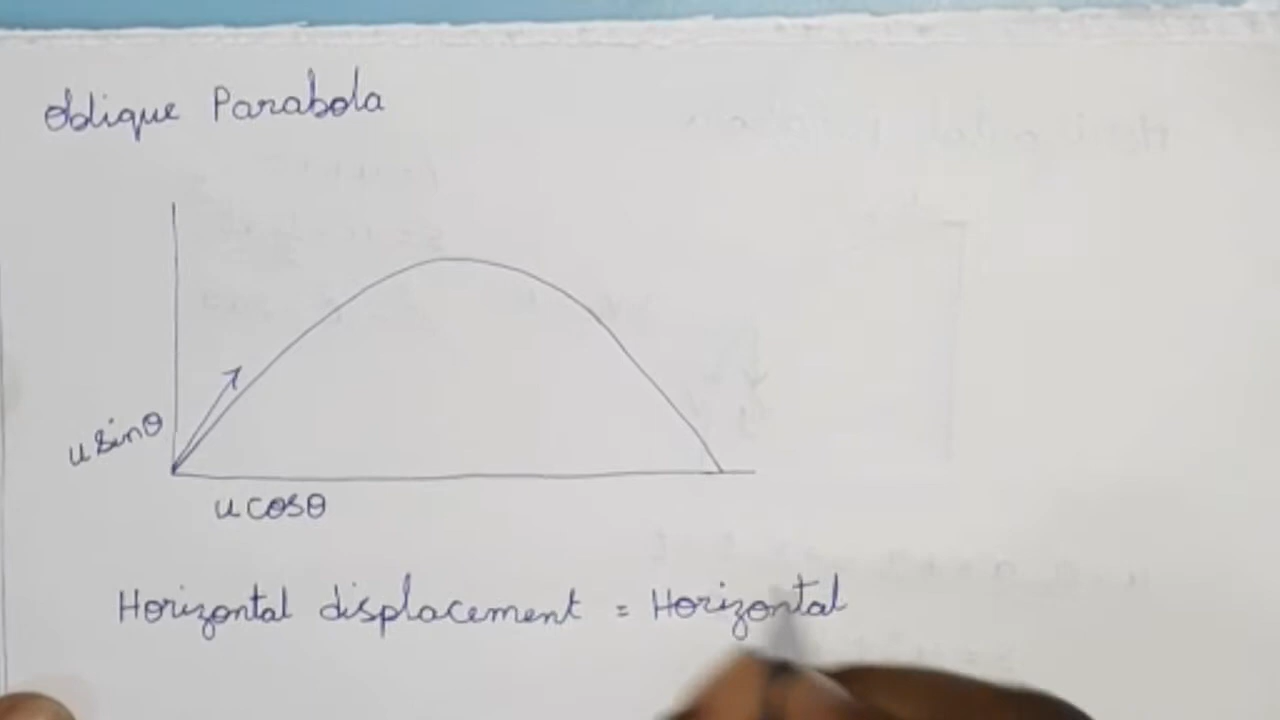 Oblique Parabola
u sinθ
u cosθ
Horizontal displacement = Horizontal